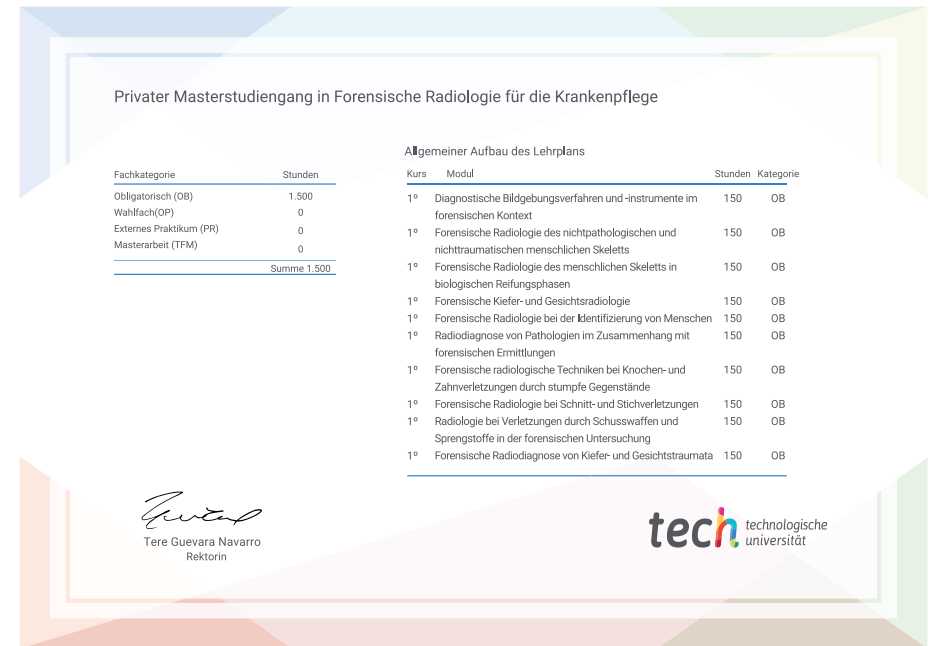 Privater Masterstudiengang in Forensische Radiologie für die Krankenpflege
Fachkategorie Stunden
Obligatorisch (OB) 1.500
Wahlfach(OP) 0
Externes Praktikum (PR) 0
Masterarbeit (TFM) 0
Summe 1.500
Allgemeiner Aufbau des Lehrplans
Kurs Modul Stunden Kategorie
1º Diagnostische Bildgebungsverfahren und -instrumente im 150 OB
forensischen Kontext
1º Forensische Radiologie des nichtpathologischen und 150 OB
nichttraumatischen menschlichen Skeletts
1º Forensische Radiologie des menschlichen Skeletts in 150 OB
biologischen Reifungsphasen
1º Forensische Kiefer- und Gesichtsradiologie 150 OB
1º Forensische Radiologie bei der Identifizierung von Menschen 150 OB
1º Radiodiagnose von Pathologien im Zusammenhang mit 150 OB
forensischen Ermittlungen
1º Forensische radiologische Techniken bei Knochen- und 150 OB
Zahnverletzungen durch stumpfe Gegenstände
1º Forensische Radiologie bei Schnitt- und Stichverletzungen 150 OB
1º Radiologie bei Verletzungen durch Schusswaffen und 150 OB
Sprengstoffe in der forensischen Untersuchung
1º Forensische Radiodiagnose von Kiefer- und Gesichtstraumata 150 OB
Tere Guevara Navarro
Rektorin
tech technologische
universität